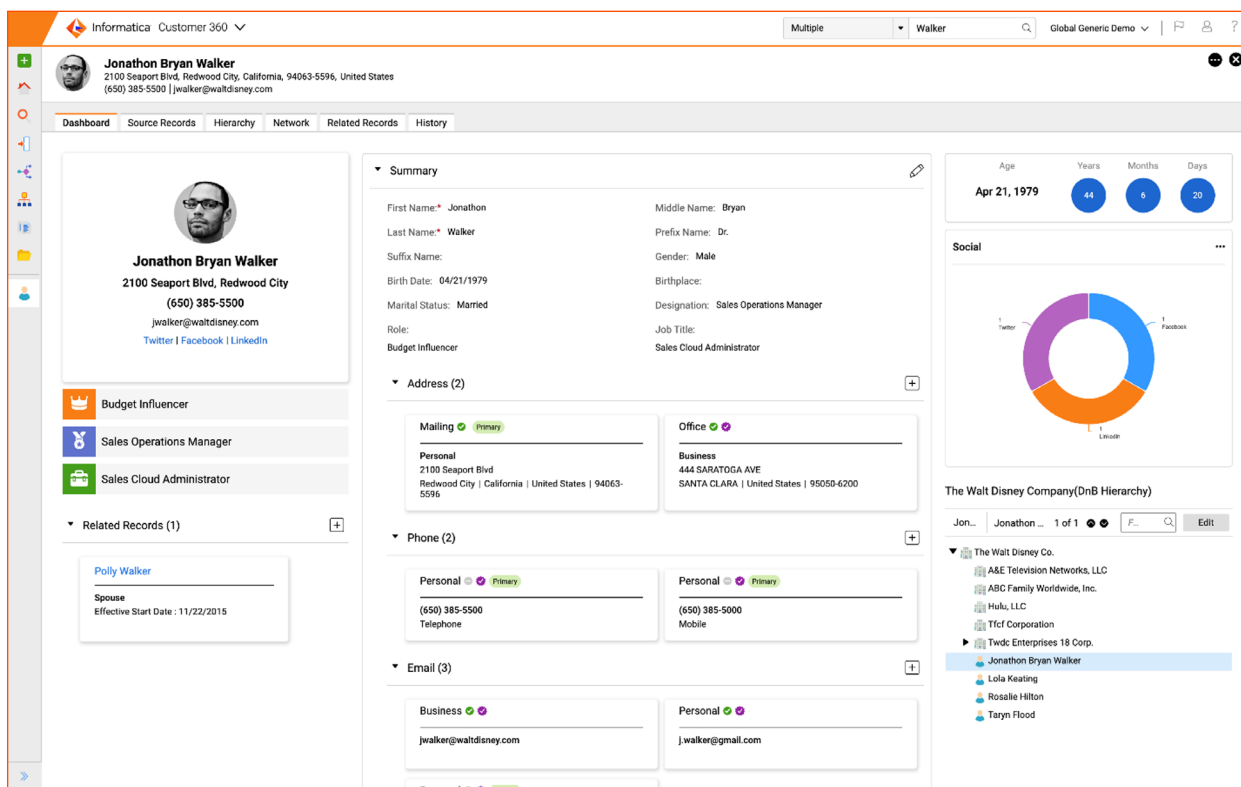 Informatica Customer 360
Multiple
Walker
Global Generic Demo
?
Jonathon Bryan Walker
2100 Seaport Blvd, Redwood City, California, 94063-5596, United States
(650) 385-5500 | jwalker@waltdisney.com
Dashboard
Source Records
Hierarchy
Network
Related Records
History
Jonathon Bryan Walker
2100 Seaport Blvd, Redwood City
(650) 385-5500
jwalker@waltdisney.com
Twitter | Facebook | LinkedIn
Budget Influencer
Sales Operations Manager
Sales Cloud Administrator
Related Records (1)
Polly Walker
Spouse
Effective Start Date : 11/22/2015
Summary
First Name:* Jonathon
Middle Name: Bryan
Last Name:* Walker
Prefix Name: Dr.
Suffix Name:
Gender: Male
Birth Date: 04/21/1979
Birthplace:
Marital Status: Married
Designation: Sales Operations Manager
Role:
Budget Influencer
Job Title:
Sales Cloud Administrator
Address (2)
Mailing Primary
Personal
2100 Seaport Blvd
Redwood City | California | United States | 94063-
5596
Office
Business
444 SARATOGA AVE
SANTA CLARA | United States | 95050-6200
Phone (2)
Personal Primary
(650) 385-5500
Telephone
Personal Primary
(650) 385-5000
Mobile
Email (3)
Business
jwalker@waltdisney.com
Personal
j.walker@gmail.com
Age
Years
Months
Days
Apr 21, 1979
44
6
20
Social
1
Twitter
1
Facebook
1
LinkedIn
The Walt Disney Company(DnB Hierarchy)
Jon...
Jonathon ...
1 of 1
F...
Edit
The Walt Disney Co.
A&E Television Networks, LLC
ABC Family Worldwide, Inc.
Hulu, LLC
Tfcf Corporation
Twdc Enterprises 18 Corp.
Jonathon Bryan Walker
Lola Keating
Rosalie Hilton
Taryn Flood